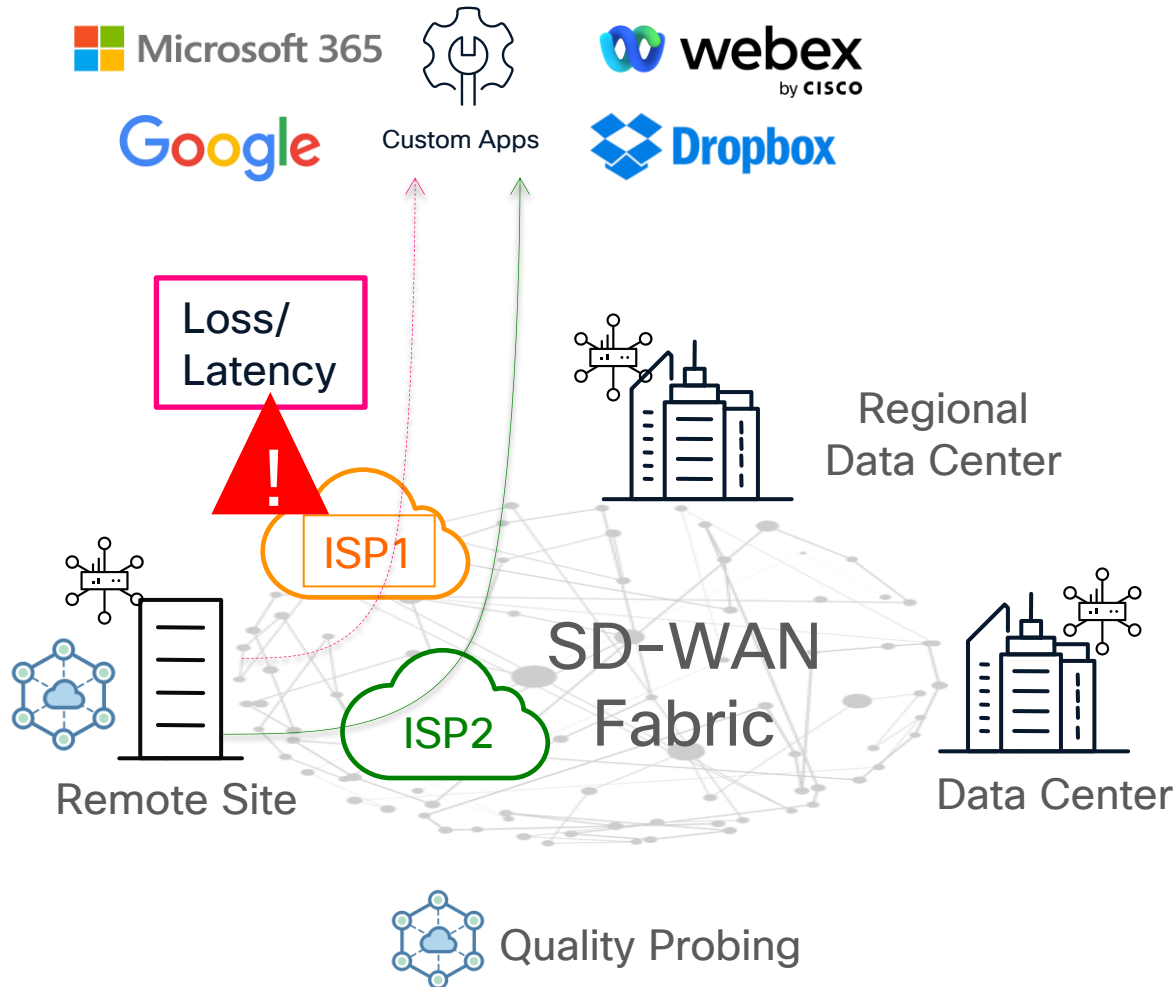 Microsoft 365
webex
by CISCO
Google
Custom Apps
Dropbox
Loss/
Latency
!
Regional
Data Center
ISP1
SD-WAN
Fabric
ISP2
Remote Site
Data Center
Quality Probing